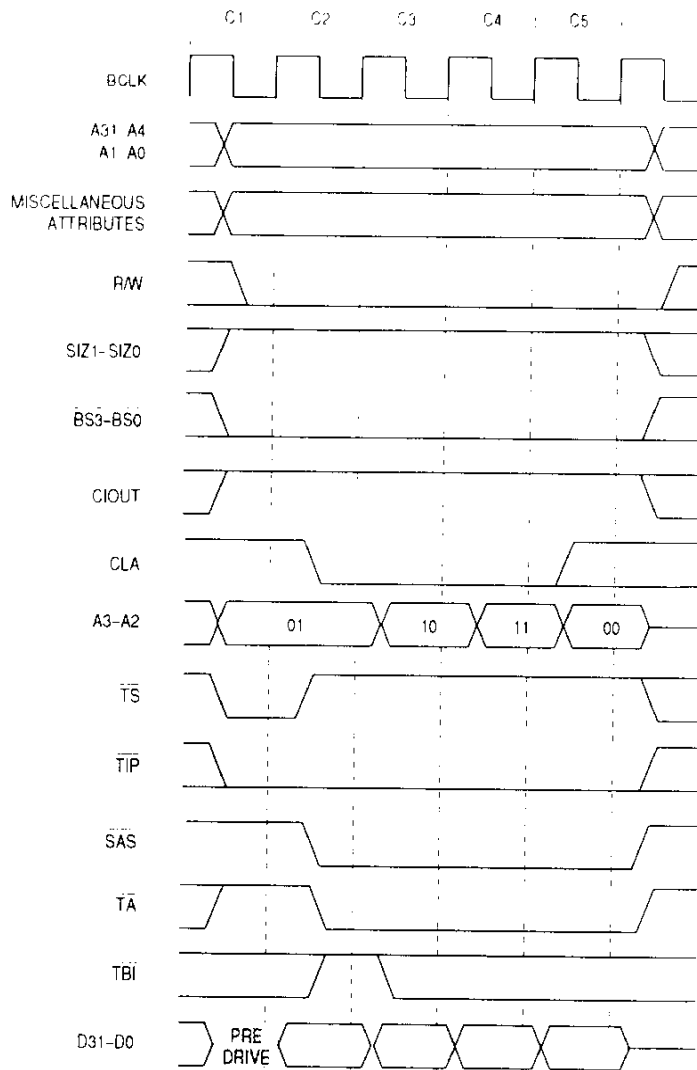 C1 C2 C3 C4 C5
BCLK
A31 A4
A1 A0
MISCELLANEOUS
ATTRIBUTES
R/W
SIZ1-SIZ0
BS3-BS0
CIOUT
CLA
A3-A2
01 10 11 00
TS
TIP
SAS
TA
TBI
D31-D0
PRE
DRIVE